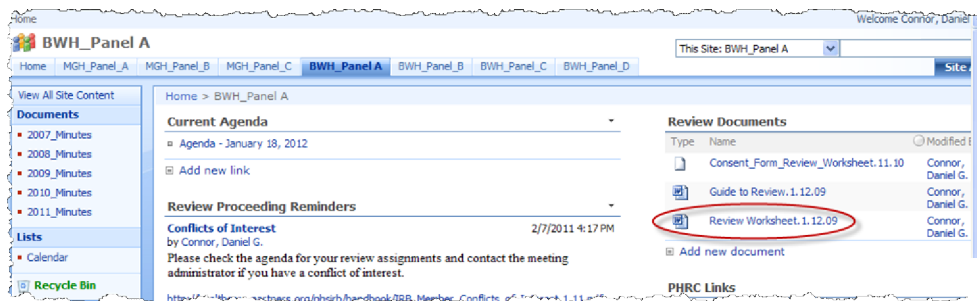 Home
Welcome Connor, Daniel
BWH_Panel A
This Site: BWH_Panel A
Home MGH_Panel_A MGH_Panel_B MGH_Panel_C BWH_Panel A BWH_Panel_B BWH_Panel_C BWH_Panel_D
Site A
View All Site Content
Documents
2007_Minutes
2008_Minutes
2009_Minutes
2010_Minutes
2011_Minutes
Lists
Calendar
Recycle Bin
Home > BWH_Panel A
Current Agenda
Agenda - January 18, 2012
Add new link
Review Proceeding Reminders
Conflicts of Interest 2/7/2011 4:17 PM
by Connor, Daniel G.
Please check the agenda for your review assignments and contact the meeting
administrator if you have a conflict of interest.
Review Documents
Type Name Modified B
Consent_Form_Review_Worksheet.11.10 Connor,
Daniel G.
Guide to Review.1.12.09 Connor,
Daniel G.
Review Worksheet.1.12.09 Connor,
Daniel G.
Add new document
PHRC Links